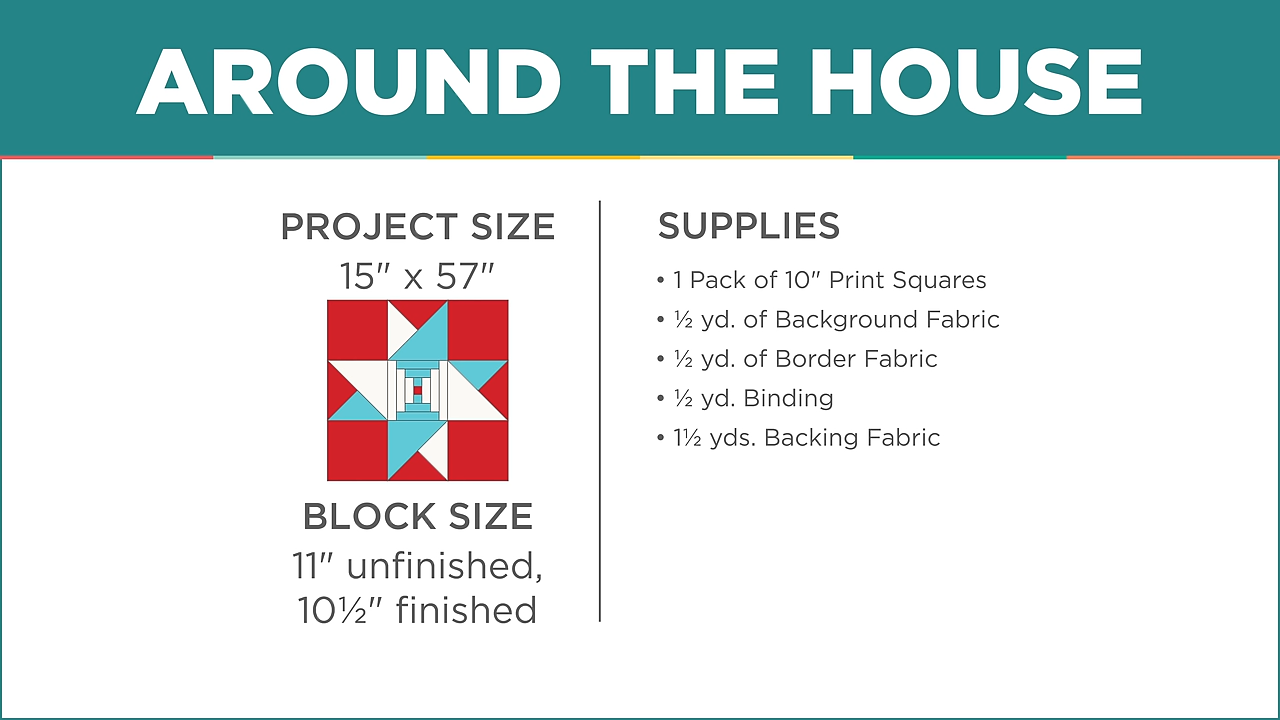 AROUND THE HOUSE
PROJECT SIZE
15" x 57"
BLOCK SIZE
11" unfinished,
10½" finished
SUPPLIES
• 1 Pack of 10" Print Squares
• ½ yd. of Background Fabric
• ½ yd. of Border Fabric
• ½ yd. Binding
• 1½ yds. Backing Fabric